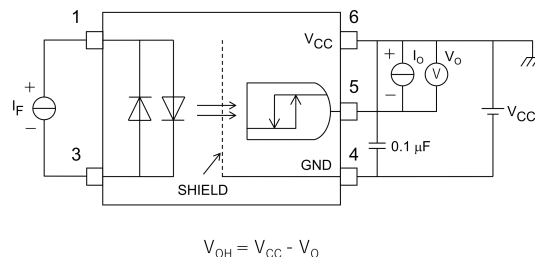 1
6
V_CC
+
I_O
V_O
+
5
−
V
I_F
−
V_CC
3
GND
4
0.1 µF
SHIELD
V_OH = V_CC - V_O